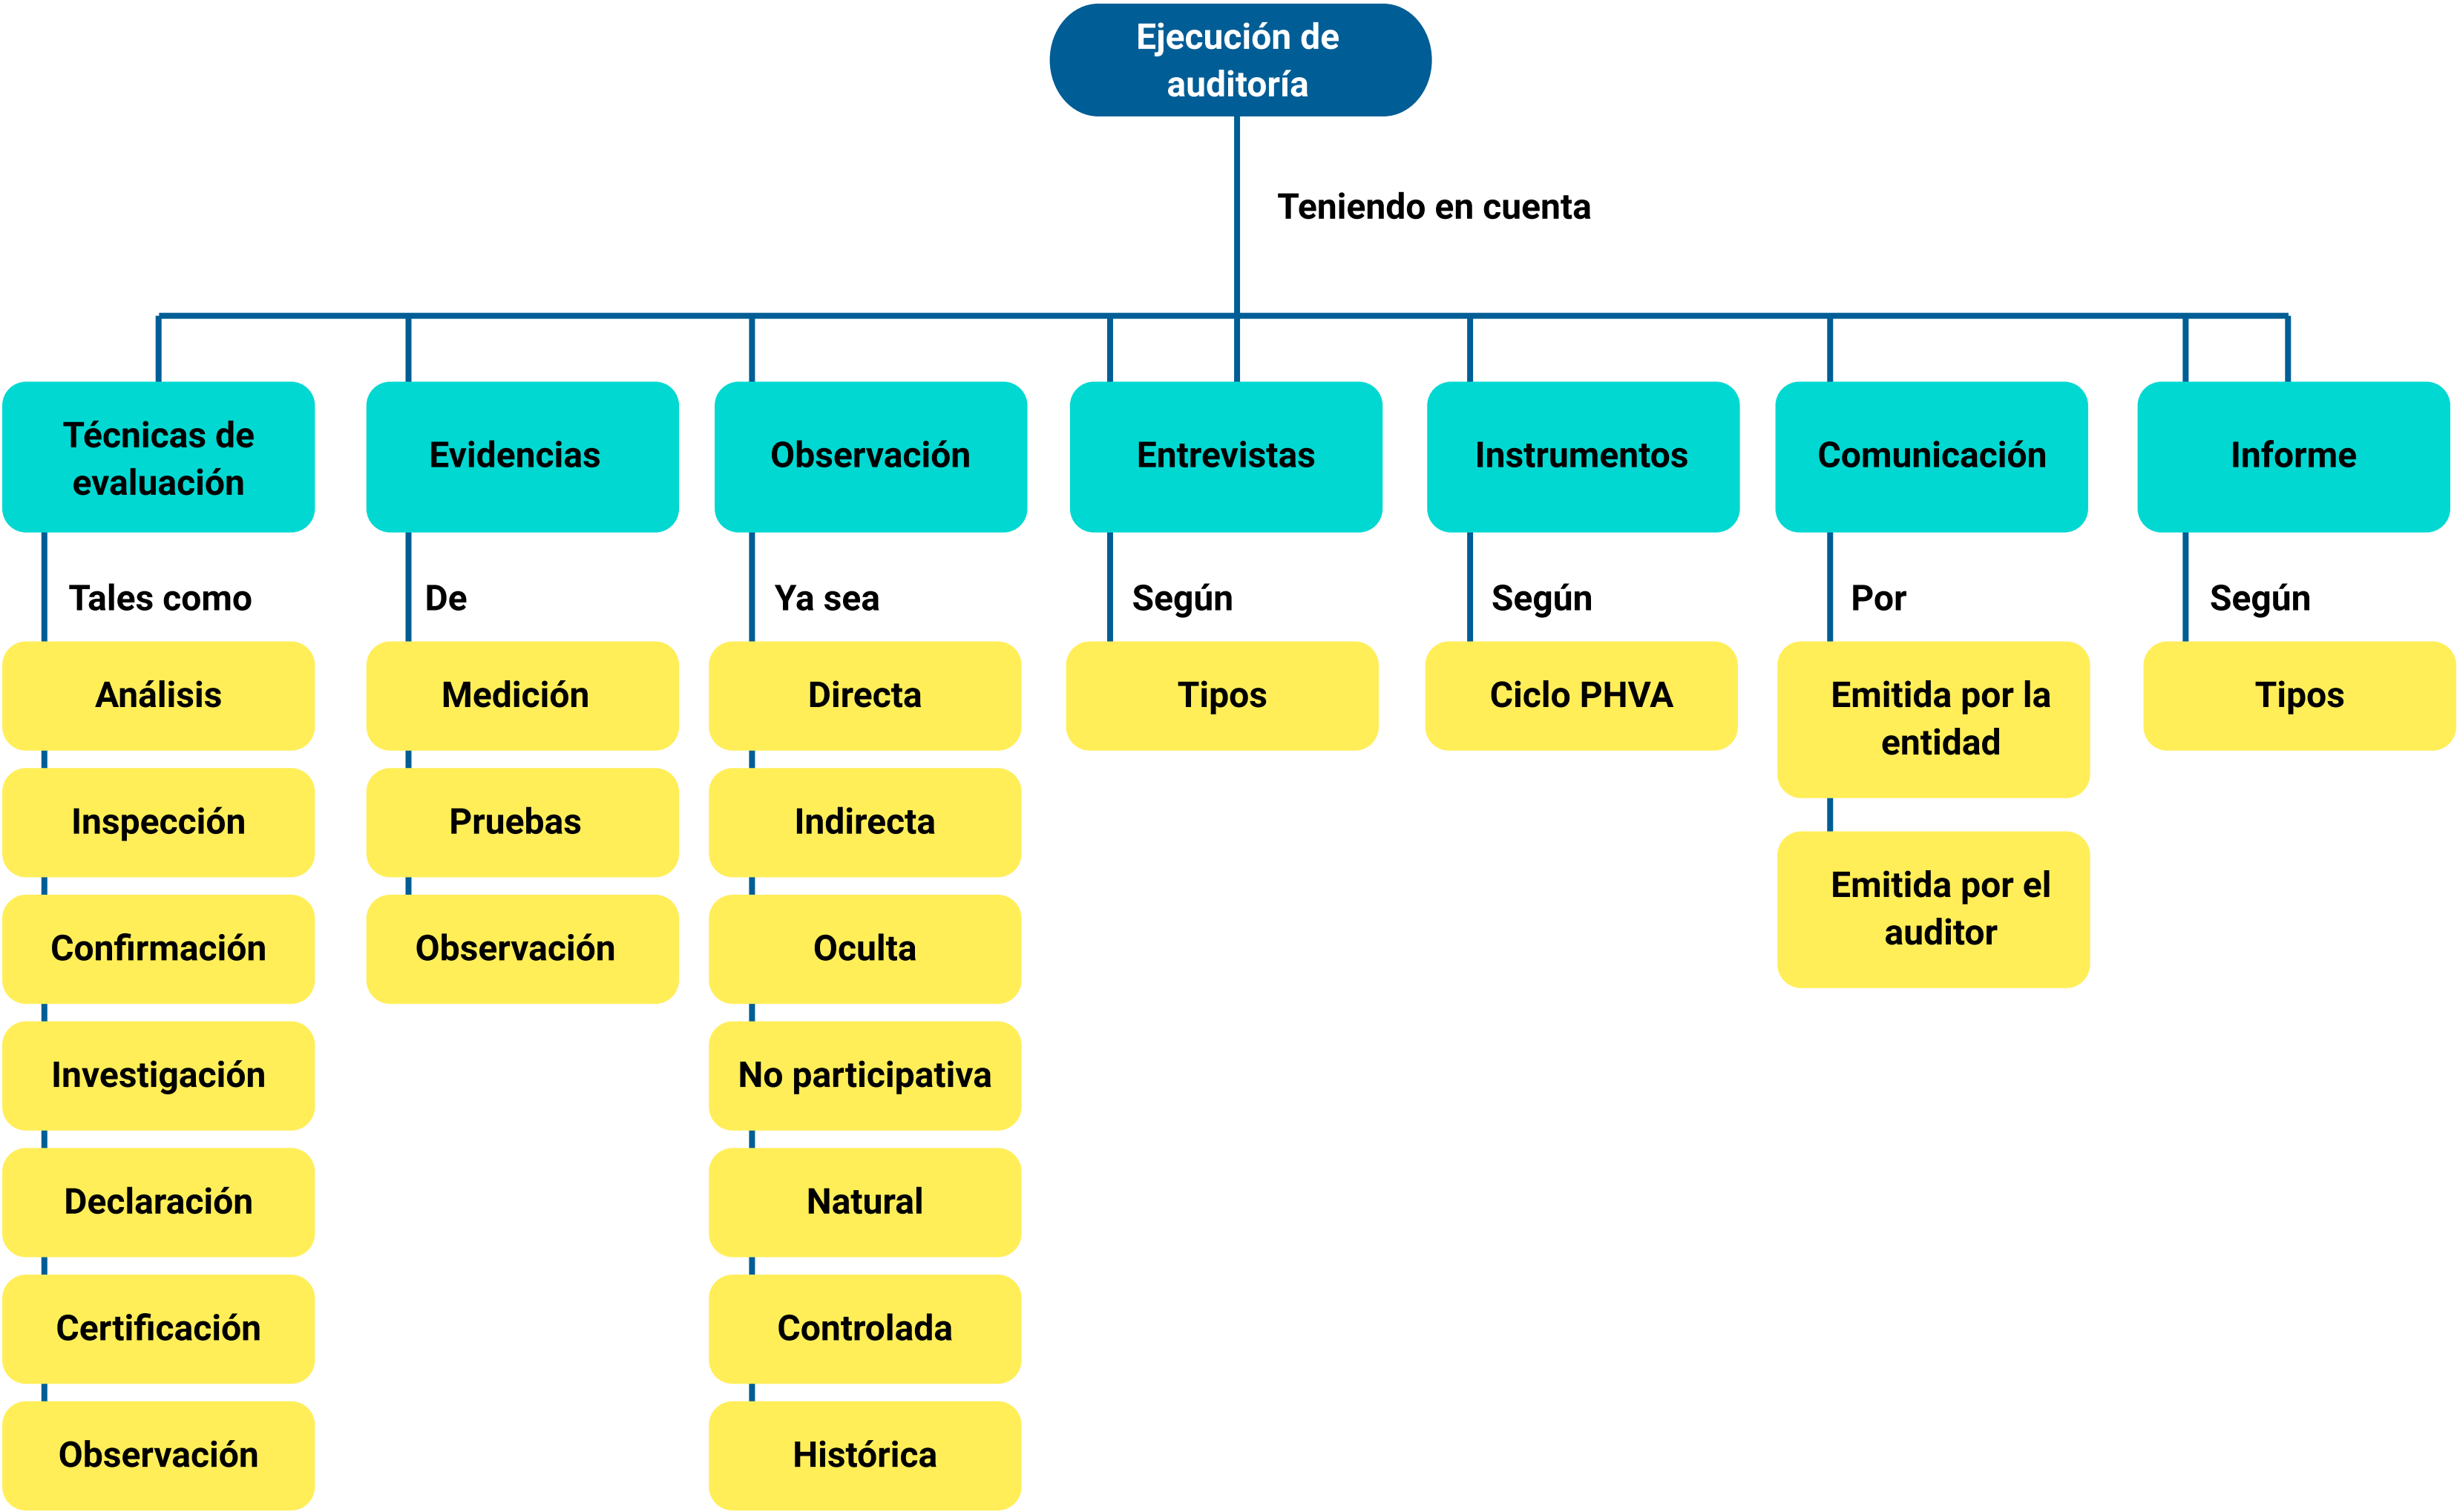 Ejecución de
auditoría
Teniendo en cuenta
Técnicas de
evaluación
Evidencias
Observación
Entrevistas
Instrumentos
Comunicación
Informe
Tales como
De
Ya sea
Según
Según
Por
Según
Análisis
Inspección
Confirmación
Investigación
Declaración
Certificación
Observación
Medición
Pruebas
Observación
Directa
Indirecta
Oculta
No participativa
Natural
Controlada
Histórica
Tipos
Ciclo PHVA
Emitida por la
entidad
Emitida por el
auditor
Tipos